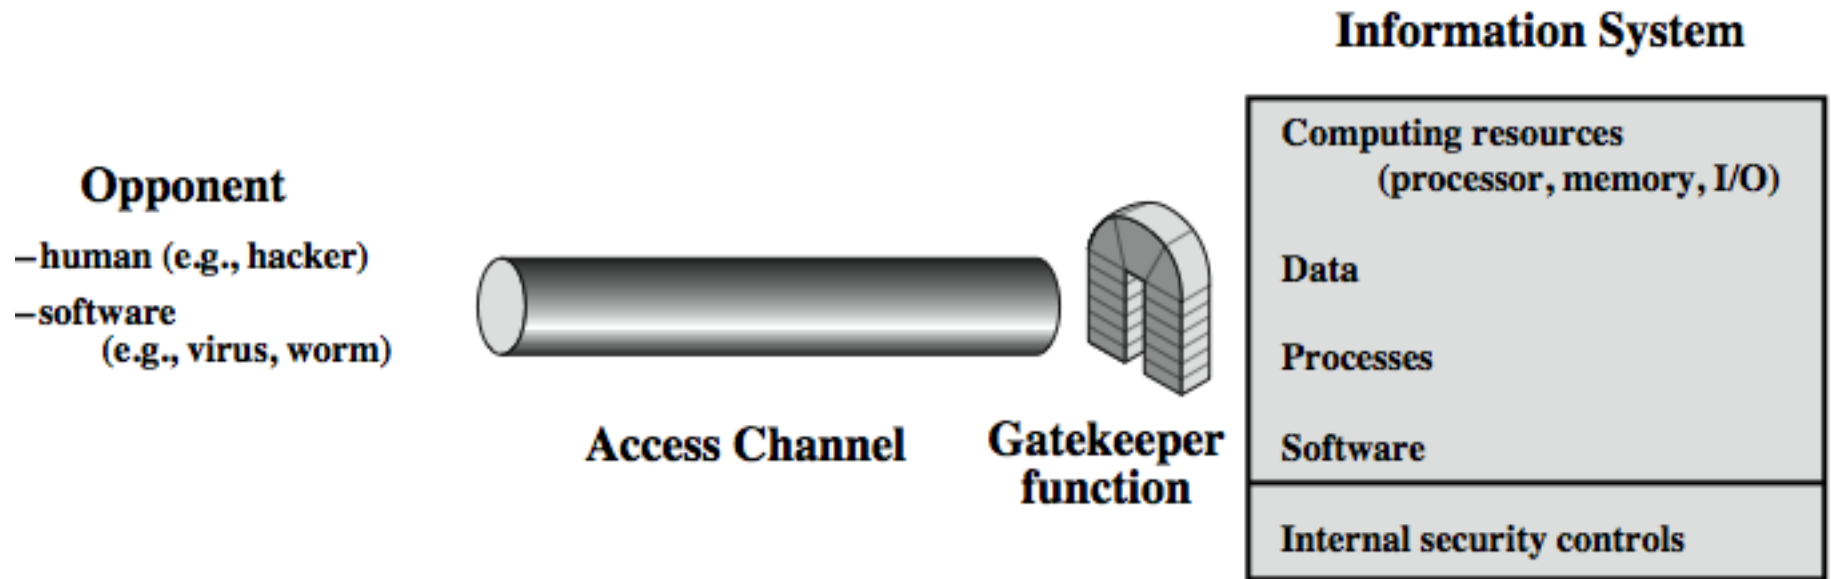 Information System
Opponent
–human (e.g., hacker)
–software
(e.g., virus, worm)
Access Channel
Gatekeeper
function
Computing resources
(processor, memory, I/O)
Data
Processes
Software
Internal security controls